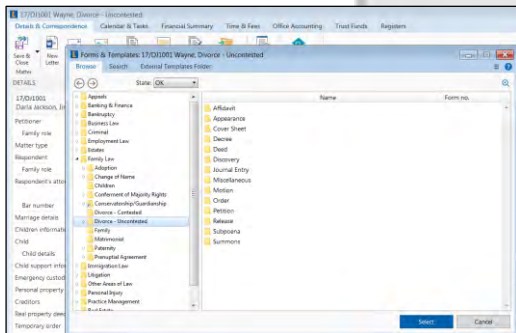 17/DJ1001 Wayne, Divorce - Uncontested
Details & Correspondence Calendar & Tasks Financial Summary Time & Fees Office Accounting Trust Funds Registers
Save & Close
New Letter
Matter
DETAILS
17/DJ1001
Darla Jackson,
Petitioner
Family role
Matter type
Respondent
Family role
Respondent's
Bar number
Marriage details
Children
Child
Child details
Child support
Emergency
Personal property
Creditors
Real property
Temporary order
Forms & Templates: 17/DJ1001 Wayne, Divorce - Uncontested
Browse Search External Templates Folder
State: OK
Appeals
Banking & Finance
Bankruptcy
Business Law
Criminal
Employment Law
Estates
Family Law
Adoption
Change of Name
Children
Conferment of Majority Rights
Conservatorship/Guardianship
Divorce - Contested
Divorce - Uncontested
Family
Matrimonial
Paternity
Prenuptial Agreement
Immigration Law
Litigation
Other Areas of Law
Personal Injury
Practice Management
Name Form no.
Affidavit
Appearance
Cover Sheet
Decree
Deed
Discovery
Journal Entry
Miscellaneous
Motion
Order
Petition
Release
Subpoena
Summons
Select Cancel